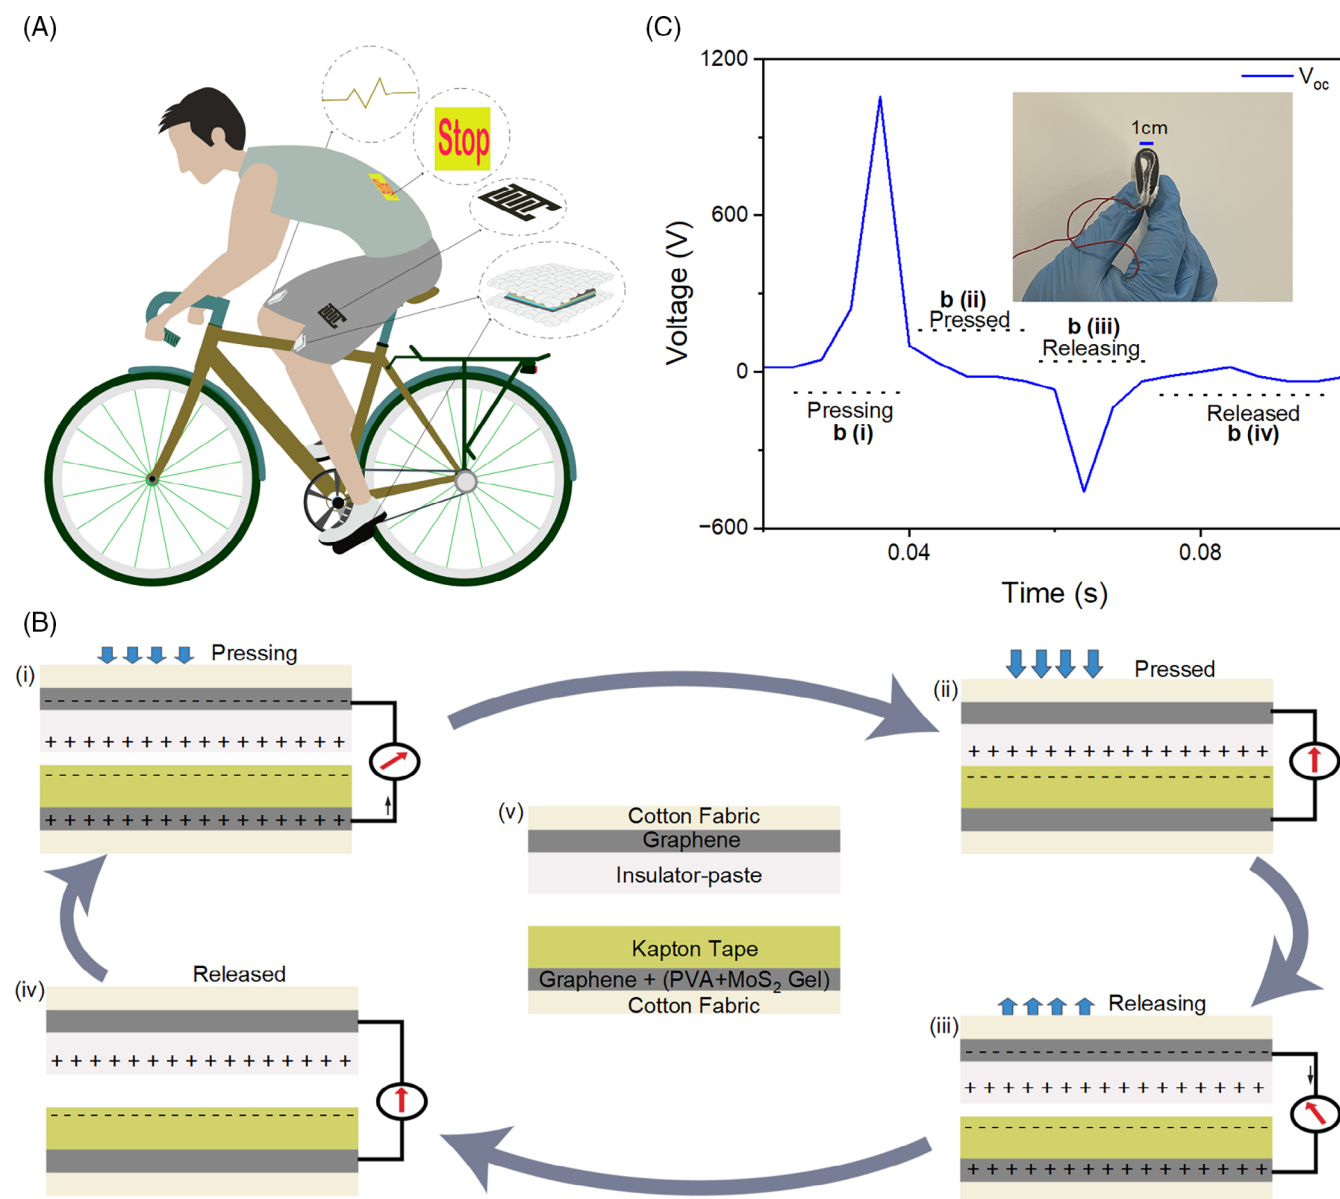 (A)
Stop
(C)
1200
600
0
−600
Voltage (V)
Voc
1cm
b (ii)
Pressed
b (iii)
Releasing
Pressing
b (i)
Released
b (iv)
0.04
0.08
Time (s)
(B)
(i)
Pressing
- - - - - - - - - - - - - - - -
+ + + + + + + + + + + + + + + +
- - - - - - - - - - - - - - - -
+ + + + + + + + + + + + + + + +
(ii)
Pressed
+ + + + + + + + + + + + + + + +
- - - - - - - - - - - - - - - -
(v)
Cotton Fabric
Graphene
Insulator-paste
Kapton Tape
Graphene + (PVA+MoS₂ Gel)
Cotton Fabric
(iv)
Released
+ + + + + + + + + + + + + + + +
- - - - - - - - - - - - - - - -
(iii)
Releasing
- - - - - - - - - - - - - - - -
+ + + + + + + + + + + + + + + +
- - - - - - - - - - - - - - - -
+ + + + + + + + + + + + + + + +